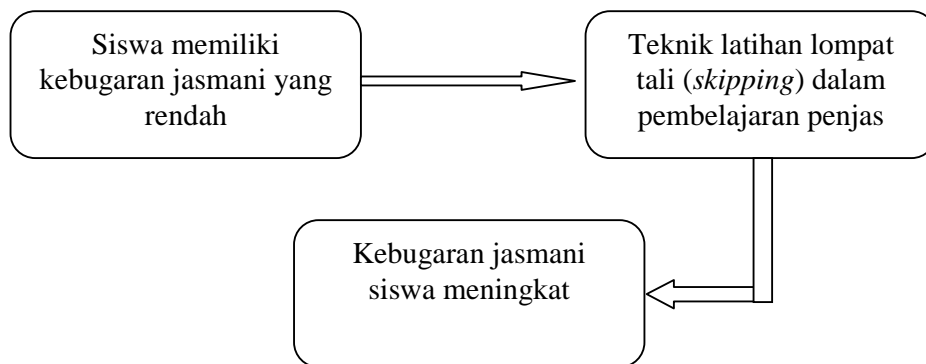 Siswa memiliki
kebugaran jasmani yang
rendah
Teknik latihan lompat
tali (skipping) dalam
pembelajaran penjas
Kebugaran jasmani
siswa meningkat